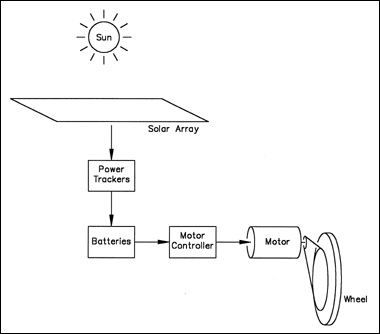 Sun
Solar Array
Power
Trackers
Batteries
Motor
Controller
Motor
Wheel